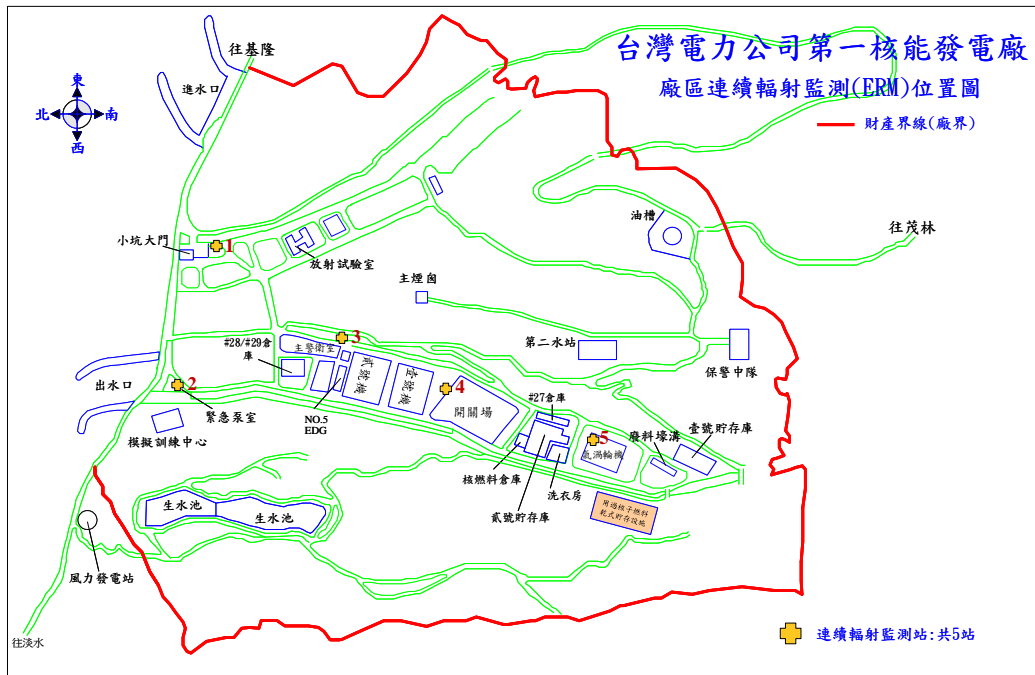 台灣電力公司第一核能發電廠
廠區連續輻射監測(ERM)位置圖
財產界線(廠界)
往基隆
東
北
南
西
進水口
小坑大門
1
放射試驗室
油槽
往茂林
主煙囪
3
#28/#29倉
庫
主警衛室
貳號機
壹號機
4
開關場
第二水站
保警中隊
出水口
2
緊急泵室
模擬訓練中心
NO.5
EDG
#27倉庫
5
氣渦輪機
廢料壕溝
壹號貯存庫
核燃料倉庫
洗衣房
貳號貯存庫
用過核子燃料
乾式貯存設施
生水池
生水池
風力發電站
往淡水
連續輻射監測站:共5站